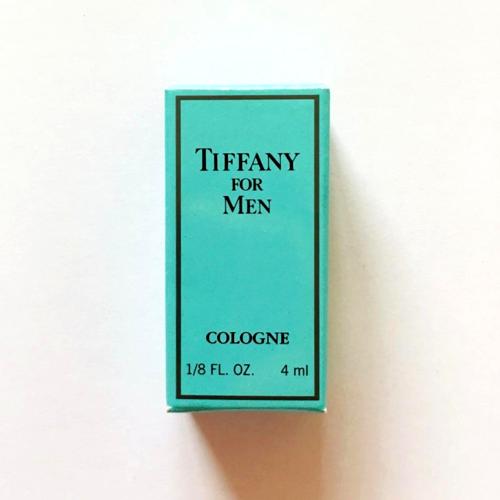 TIFFANY
FOR
MEN
COLOGNE
1/8 FL. OZ. 4 ml